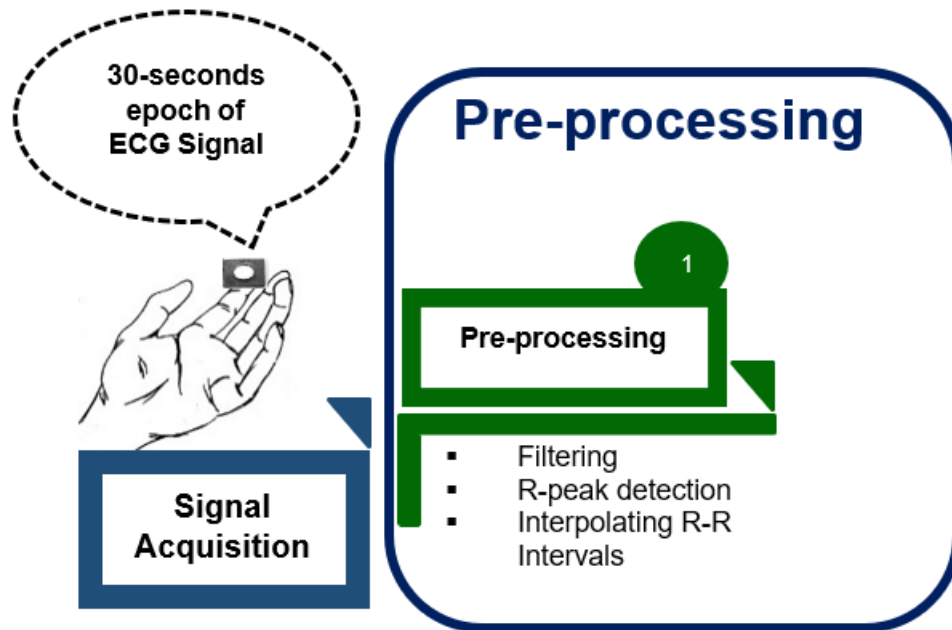 30-seconds
epoch of
ECG Signal
Pre-processing
1
Pre-processing
▪ Filtering
▪ R-peak detection
▪ Interpolating R-R
Intervals
Signal
Acquisition